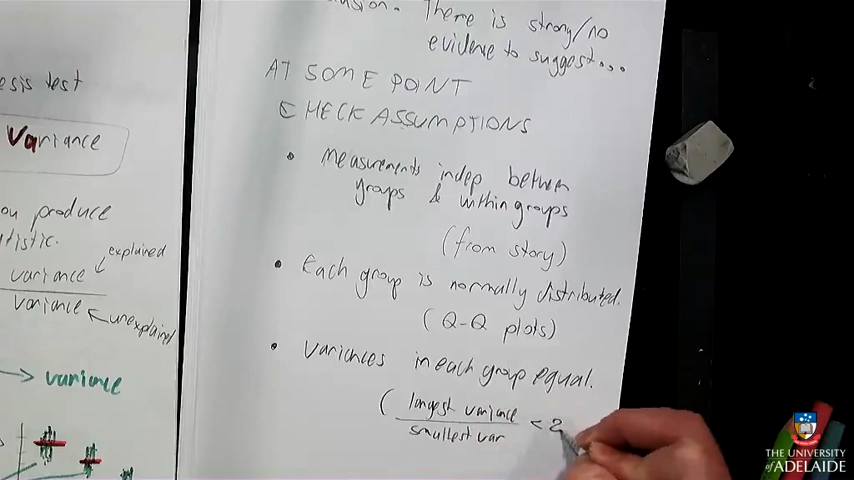 esis test
Variance
ou produce
tistic.
explained
variance
variance
unexplained
variance
There is strong/no
evidence to suggest...
AT SOME POINT
CHECK ASSUMPTIONS
• Measurements indep between
groups & within groups
(from story)
• Each group is normally distributed.
(Q-Q plots)
• Variances in each group equal.
( largest variance
smallest var
< 2
THE UNIVERSITY
of ADELAIDE